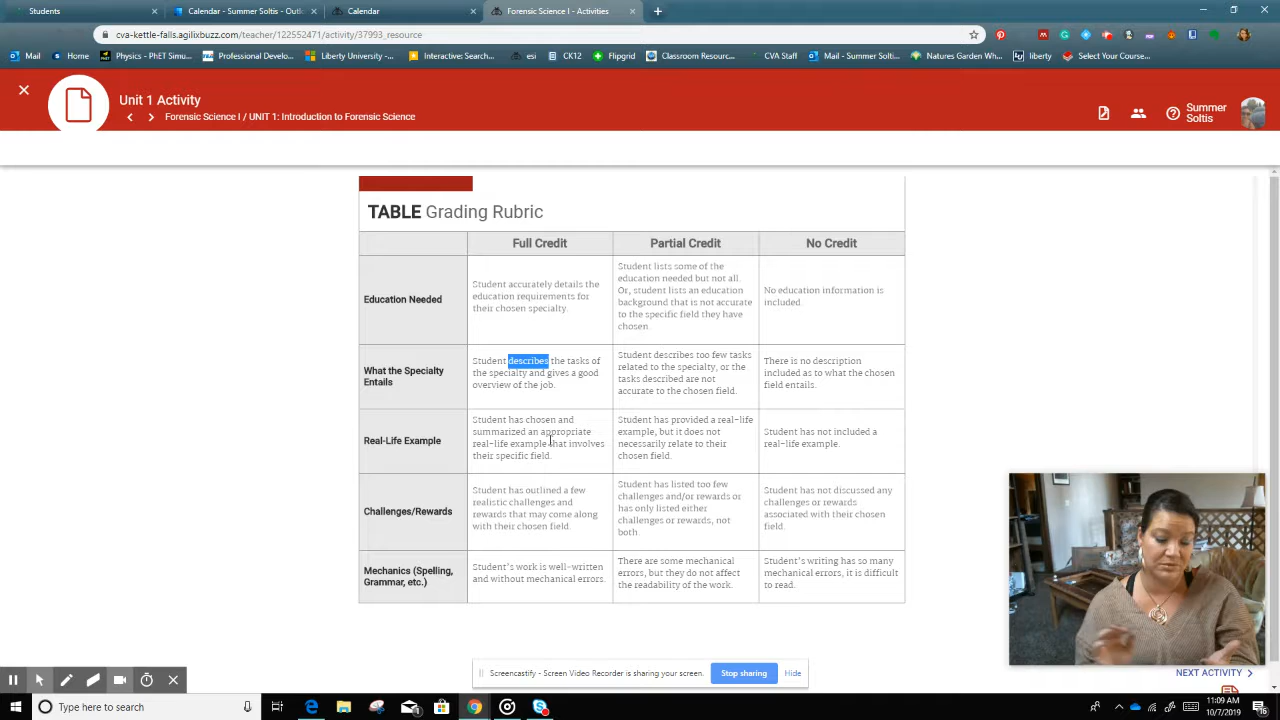 Students
Calendar - Summer Soltis - Outl
Calendar
Forensic Science I - Activities
cva-kettle-falls.agilixbuzz.com/teacher/122552471/activity/37993_resource
Mail
Home
Physics - PhET Simu...
Professional Develo...
Liberty University -...
Interactive: Search...
esi
CK12
Flipgrid
Classroom Resource...
CVA Staff
Mail - Summer Solti...
Natures Garden Wh...
liberty
Select Your Course...
Unit 1 Activity
Forensic Science I / UNIT 1: Introduction to Forensic Science
Summer
Soltis
TABLE Grading Rubric
Full Credit
Partial Credit
No Credit
Education Needed
Student accurately details the
education requirements for
their chosen specialty.
Student lists some of the
education needed but not all.
Or, student lists an education
background that is not accurate
to the specific field they have
chosen.
No education information is
included.
What the Specialty
Entails
Student describes the tasks of
the specialty and gives a good
overview of the job.
Student describes too few tasks
related to the specialty, or the
tasks described are not
accurate to the chosen field.
There is no description
included as to what the chosen
field entails.
Real-Life Example
Student has chosen and
summarized an appropriate
real-life example that involves
their specific field.
Student has provided a real-life
example, but it does not
necessarily relate to their
chosen field.
Student has not included a
real-life example.
Challenges/Rewards
Student has outlined a few
realistic challenges and
rewards that may come along
with their chosen field.
Student has listed too few
challenges and/or rewards or
has only listed either
challenges or rewards, not
both.
Student has not discussed any
challenges or rewards
associated with their chosen
field.
Mechanics (Spelling,
Grammar, etc.)
Student's work is well-written
and without mechanical errors.
There are some mechanical
errors, but they do not affect
the readability of the work.
Student's writing has so many
mechanical errors, it is difficult
to read.
Screencastify - Screen Video Recorder is sharing your screen.
Stop sharing
Hide
NEXT ACTIVITY
Type here to search
11:09 AM
10/7/2019